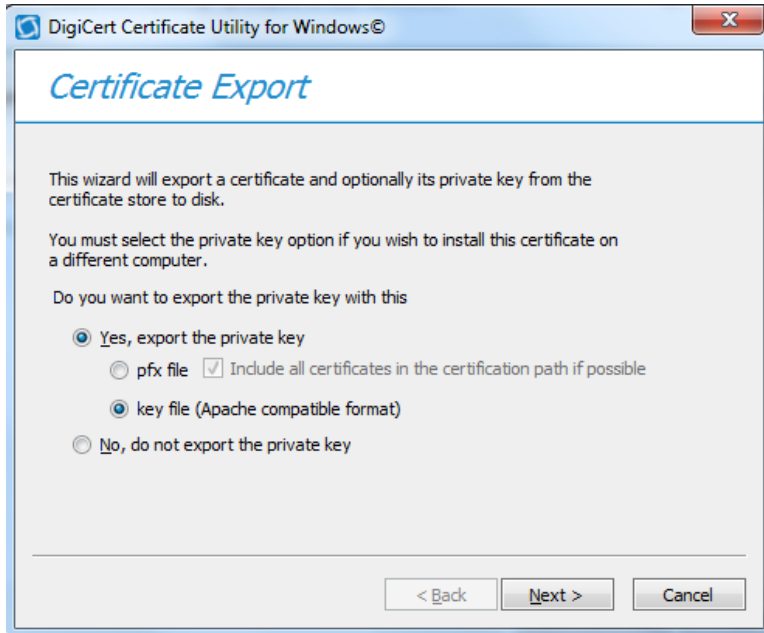 DigiCert Certificate Utility for Windows©
Certificate Export
This wizard will export a certificate and optionally its private key from the
certificate store to disk.
You must select the private key option if you wish to install this certificate on
a different computer.
Do you want to export the private key with this
Yes, export the private key
pfx file Include all certificates in the certification path if possible
key file (Apache compatible format)
No, do not export the private key
< Back Next > Cancel